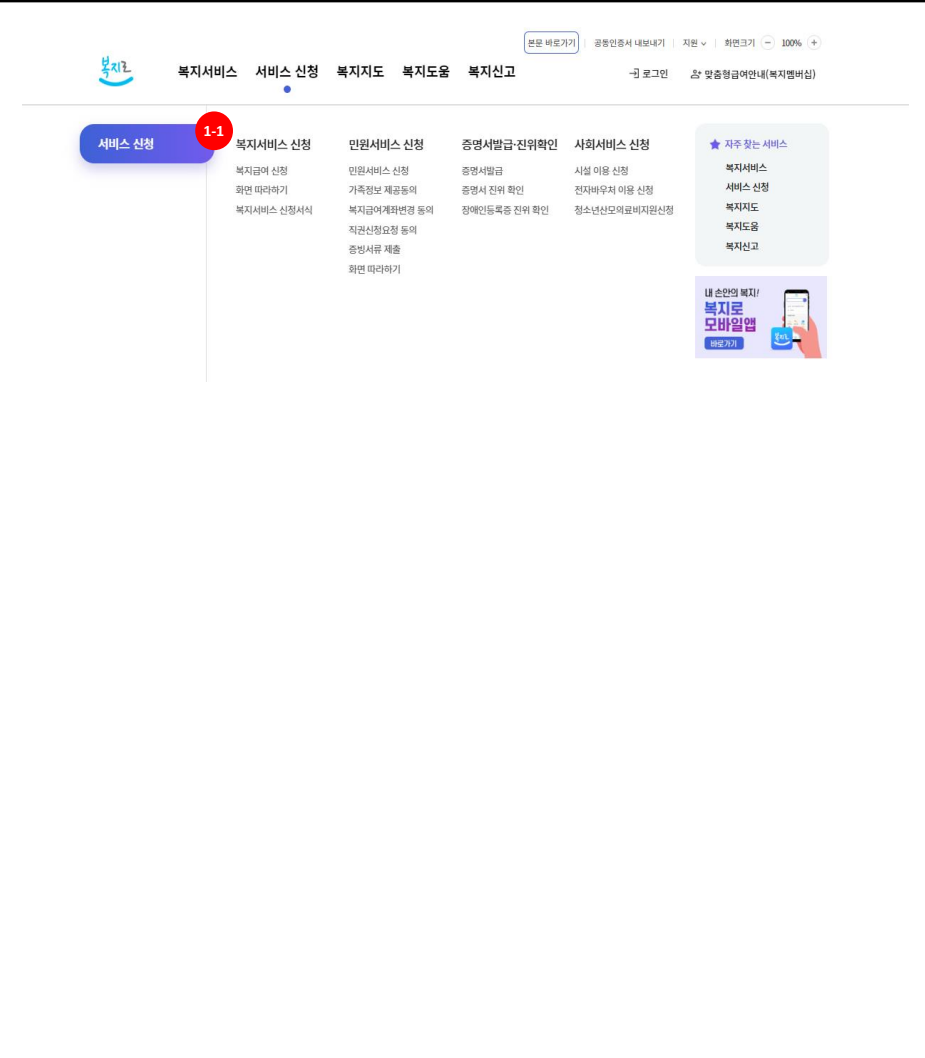 본문 바로가기 공동인증서 내보내기 지원 화면크기 − 100% +
복지로
복지서비스 서비스 신청 복지지도 복지도움 복지신고
로그인 맞춤형급여안내(복지멤버십)
서비스 신청
1-1
복지서비스 신청
복지급여 신청
화면 따라하기
복지서비스 신청서식
민원서비스 신청
민원서비스 신청
가족정보 제공동의
복지급여계좌변경 동의
직권신청요청 동의
증빙서류 제출
화면 따라하기
증명서발급·진위확인
증명서발급
증명서 진위 확인
장애인등록증 진위 확인
사회서비스 신청
시설 이용 신청
전자바우처 이용 신청
청소년산모의료비지원신청
자주 찾는 서비스
복지서비스
서비스 신청
복지지도
복지도움
복지신고
내 손안의 복지!
복지로
모바일앱
바로가기
복지로